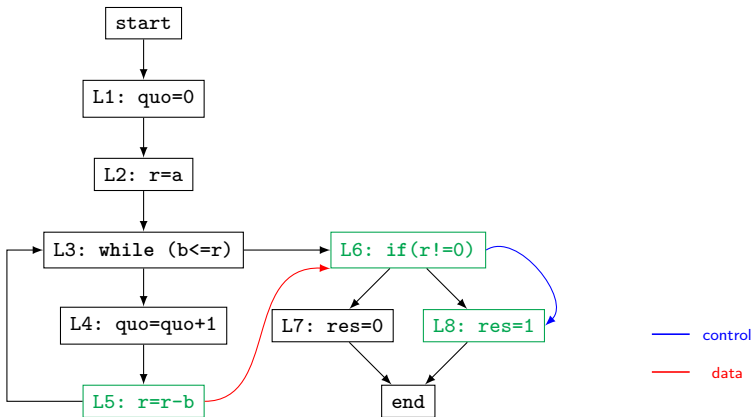 start
L1: quo=0
L2: r=a
L3: while (b<=r)
L6: if(r!=0)
L4: quo=quo+1
L7: res=0
L8: res=1
L5: r=r-b
end
control
data